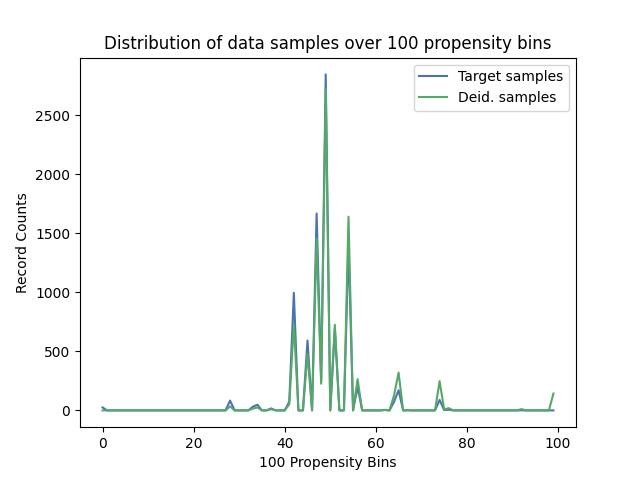 Distribution of data samples over 100 propensity bins
Target samples
Deid. samples
Record Counts
2500
2000
1500
1000
500
0
0 20 40 60 80 100
100 Propensity Bins